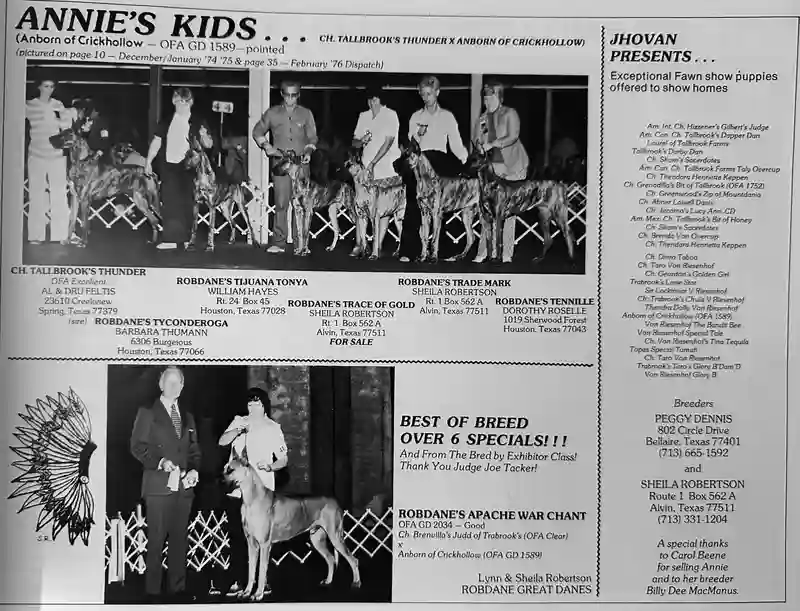 ANNIE'S KIDS . . .
CH. TALLBROOK'S THUNDER X ANBORN OF CRICKHOLLOW)
(Anborn of Crickhollow — OFA GD 1589—pointed
(pictured on page 10 — December/January '74 '75 & page 35 — February '76 Dispatch)
CH. TALLBROOK'S THUNDER
OFA Excellent
AL & DRU FELTIS
23610 Creekview
Spring, Texas 77379
(sire)
ROBDANE'S TYCONDEROGA
BARBARA THUMANN
6306 Burgeious
Houston, Texas 77066
ROBDANE'S TIJUANA TONYA
WILLIAM HAYES
Rt. 24 Box 45
Houston, Texas 77028
ROBDANE'S TRACE OF GOLD
SHEILA ROBERTSON
Rt. 1 Box 562 A
Alvin, Texas 77511
FOR SALE
ROBDANE'S TRADE MARK
SHEILA ROBERTSON
Rt. 1 Box 562 A
Alvin, Texas 77511
ROBDANE'S TENNILLE
DOROTHY ROSELLE
1019 Sherwood Forest
Houston, Texas 77043
S.R.
BEST OF BREED
OVER 6 SPECIALS! ! !
And From The Bred by Exhibitor Class!
Thank You Judge Joe Tacker!
ROBDANE'S APACHE WAR CHANT
OFA GD 2034 — Good
Ch. Brenvilla's Judd of Trabrook's (OFA Clear)
x
Anborn of Crickhollow (OFA GD 1589)
Lynn & Sheila Robertson
ROBDANE GREAT DANES
JHOVAN
PRESENTS . . .
Exceptional Fawn show puppies
offered to show homes
Am. Int. Ch. Hissener's Gilbert's Judge
Am. Can. Ch. Tallbrook's Dapper Dan
Laurel of Tallbrook Farms
Tallbrook's Darbo Dan
Ch. Sham's Sacerdotes
Am. Can. Ch. Tallbrook Farms Taly Overcup
Ch. Theodora Henrietta Keppen
Ch. Grenadilla's Bit of Tallbrook (OFA 1752)
Ch. Greenwood's Zip of Mountdania
Ch. Abner Lowell Davis
Ch. Jerolina's Lucy Ann, CD
Am. Mex. Ch. Tallbrook's Bit of Honey
Ch. Sham's Sacerdotes
Ch. Brenda Von Overcup
Ch. Theodora Henrietta Keppen
Ch. Dinro Taboo
Ch. Taro Von Riesenhof
Ch. Geanton's Golden Girl
Trabrook's Lone Star
Sir Lochinvar V Riesenhof
Ch. Trabrook's Chula V Riesenhof
Thendara Dolly Von Riesenhof
Anborn of Crickhollow (OFA 1589)
Von Riesenhof The Bandit Bee
Von Riesenhof Special Tale
Ch. Von Riesenhof's Tina Tequila
Topas Special Tamuti
Ch. Taro Von Riesenhof
Trabrook's Taro's Glory B'Dam'D
Von Riesenhof Glory B
Breeders
PEGGY DENNIS
802 Circle Drive
Bellaire, Texas 77401
(713) 665-1592
and
SHEILA ROBERTSON
Route 1 Box 562 A
Alvin, Texas 77511
(713) 331-1204
A special thanks
to Carol Beene
for selling Annie
and to her breeder
Billy Dee MacManus.